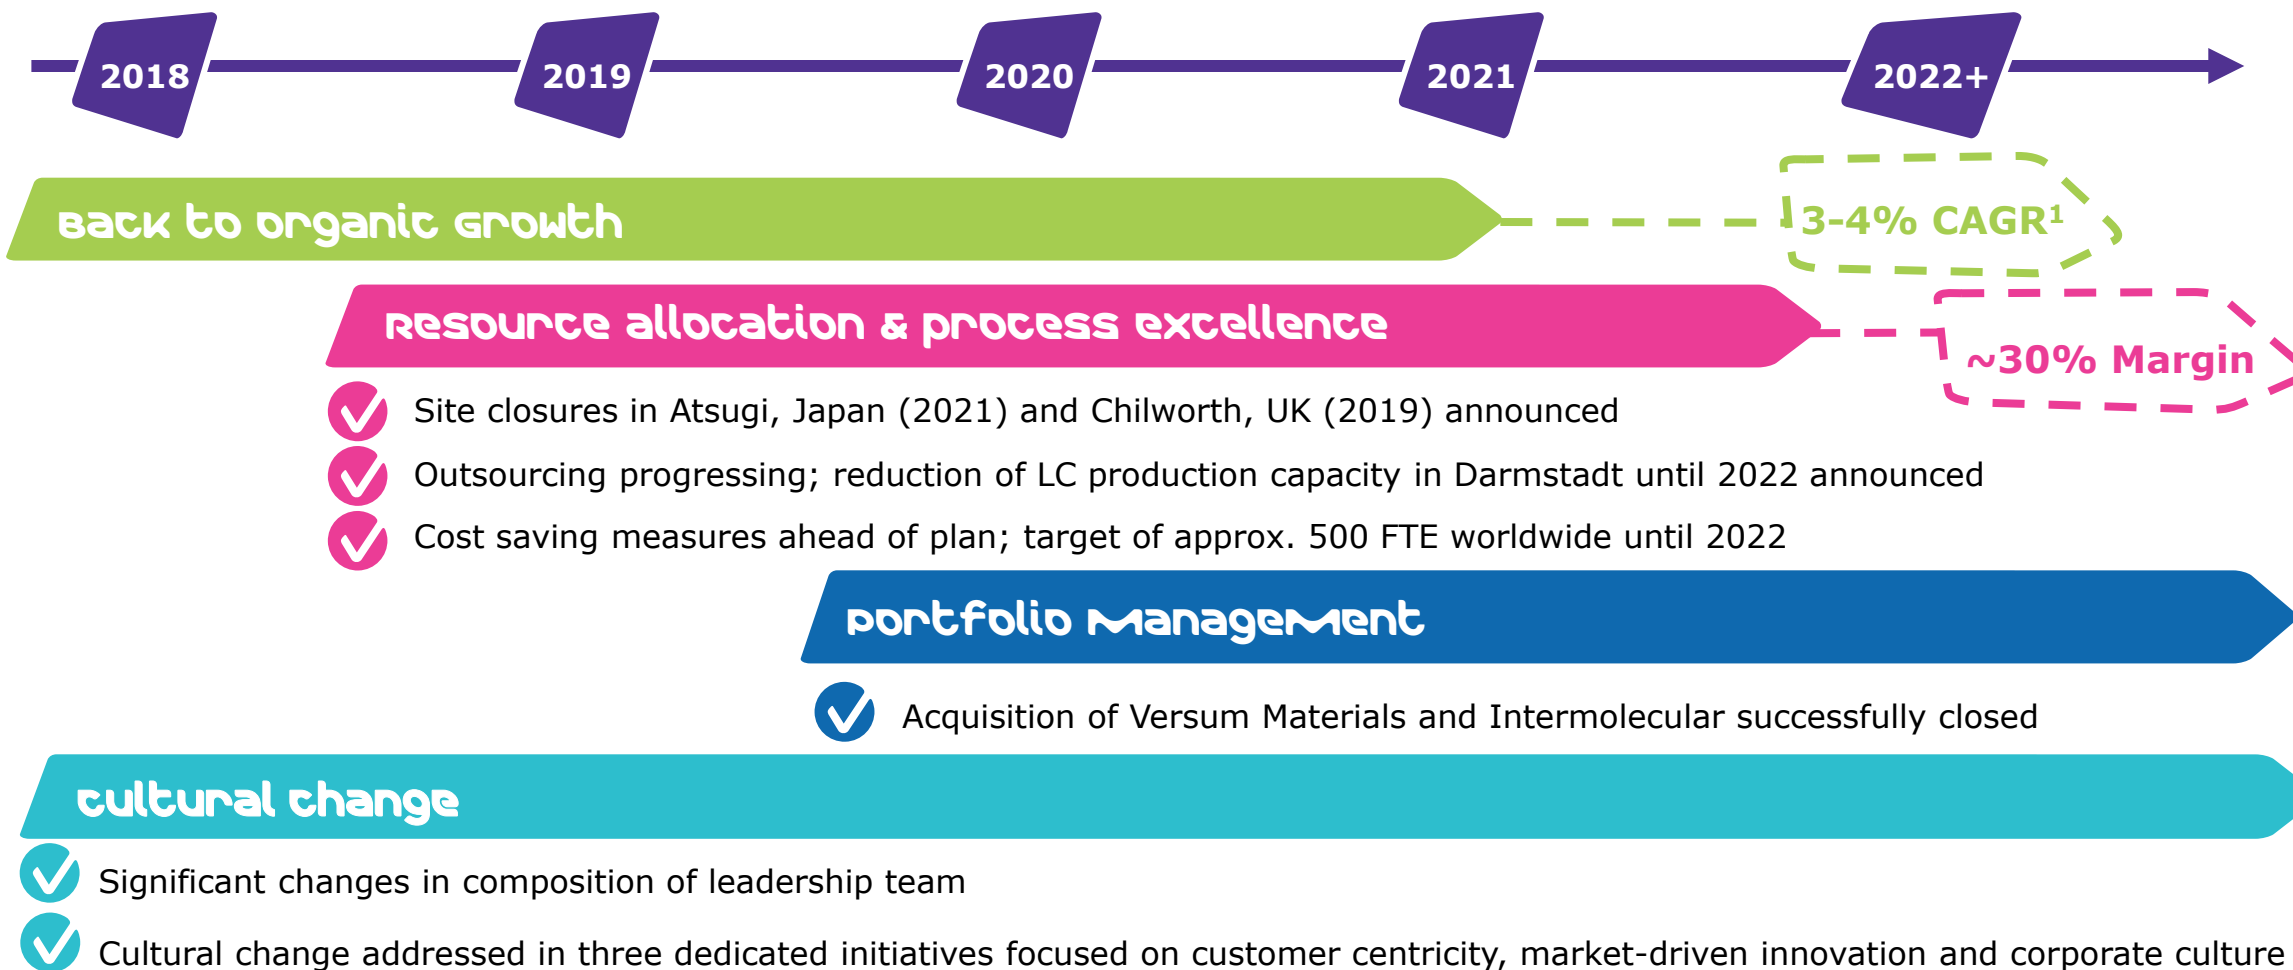 2018
2019
2020
2021
2022+
Back to Organic Growth
3-4% CAGR¹
Resource allocation & process excellence
~30% Margin
Site closures in Atsugi, Japan (2021) and Chilworth, UK (2019) announced
Outsourcing progressing; reduction of LC production capacity in Darmstadt until 2022 announced
Cost saving measures ahead of plan; target of approx. 500 FTE worldwide until 2022
Portfolio Management
Acquisition of Versum Materials and Intermolecular successfully closed
Cultural change
Significant changes in composition of leadership team
Cultural change addressed in three dedicated initiatives focused on customer centricity, market-driven innovation and corporate culture